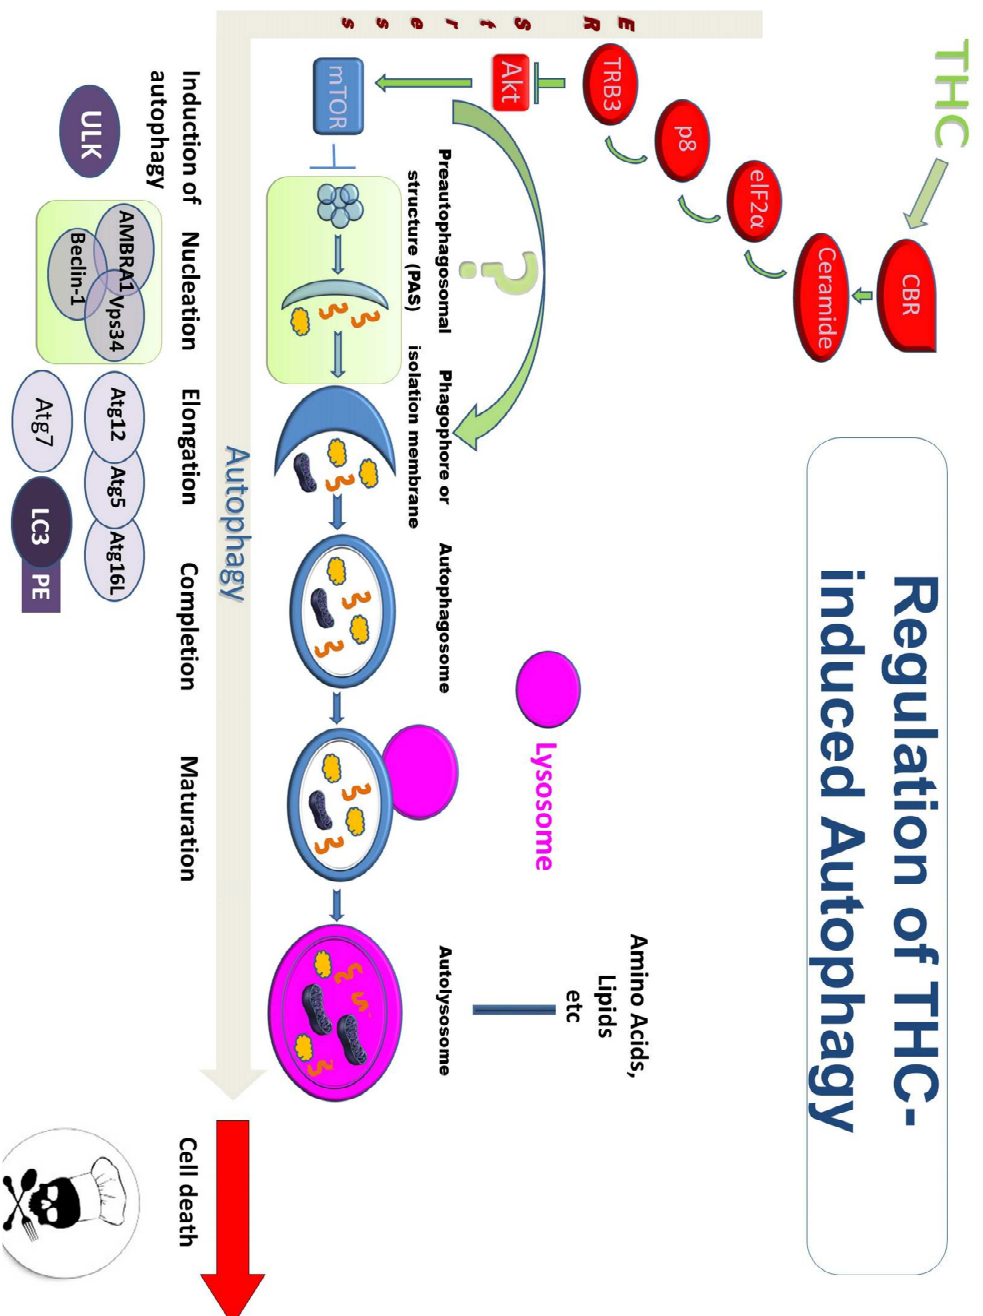 Regulation of THC-
induced Autophagy
THC
CBR
Ceramide
eIF2α
p8
TRB3
Akt
mTOR
ER Stress
?
Lysosome
Amino Acids,
Lipids
etc
Preautophagosomal
structure (PAS)
Phagophore or
isolation membrane
Autophagosome
Autolysosome
Autophagy
Induction of
autophagy
Nucleation
Elongation
Completion
Maturation
Cell death
ULK
AMBRA1
Vps34
Beclin-1
Atg12
Atg5
Atg16L
Atg7
LC3
PE